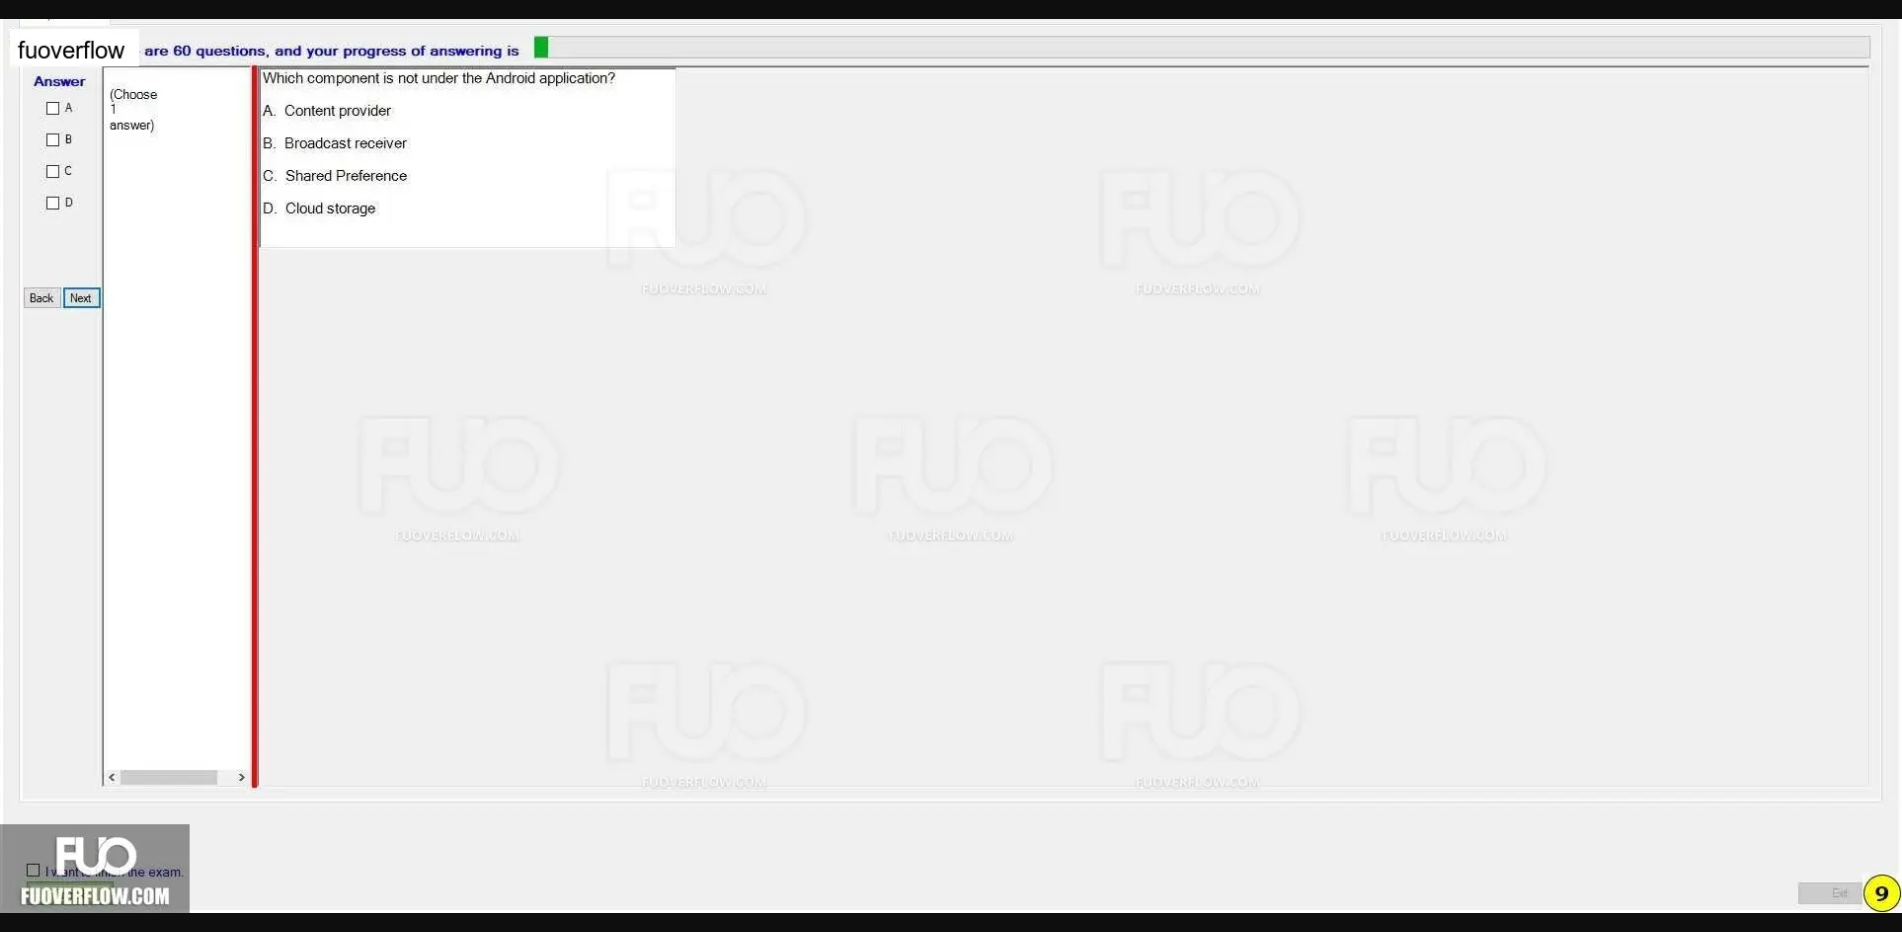 fuoverflow are 60 questions, and your progress of answering is
Answer
A
B
C
D
(Choose
1
answer)
Which component is not under the Android application?
A. Content provider
B. Broadcast receiver
C. Shared Preference
D. Cloud storage
Back Next
FUO FUO
FUOVERFLOW.COM FUOVERFLOW.COM
FUO FUO FUO
FUOVERFLOW.COM FUOVERFLOW.COM FUOVERFLOW.COM
FUO FUO
FUOVERFLOW.COM FUOVERFLOW.COM
< >
FUO
I want the exam.
FUOVERFLOW.COM
Exit 9